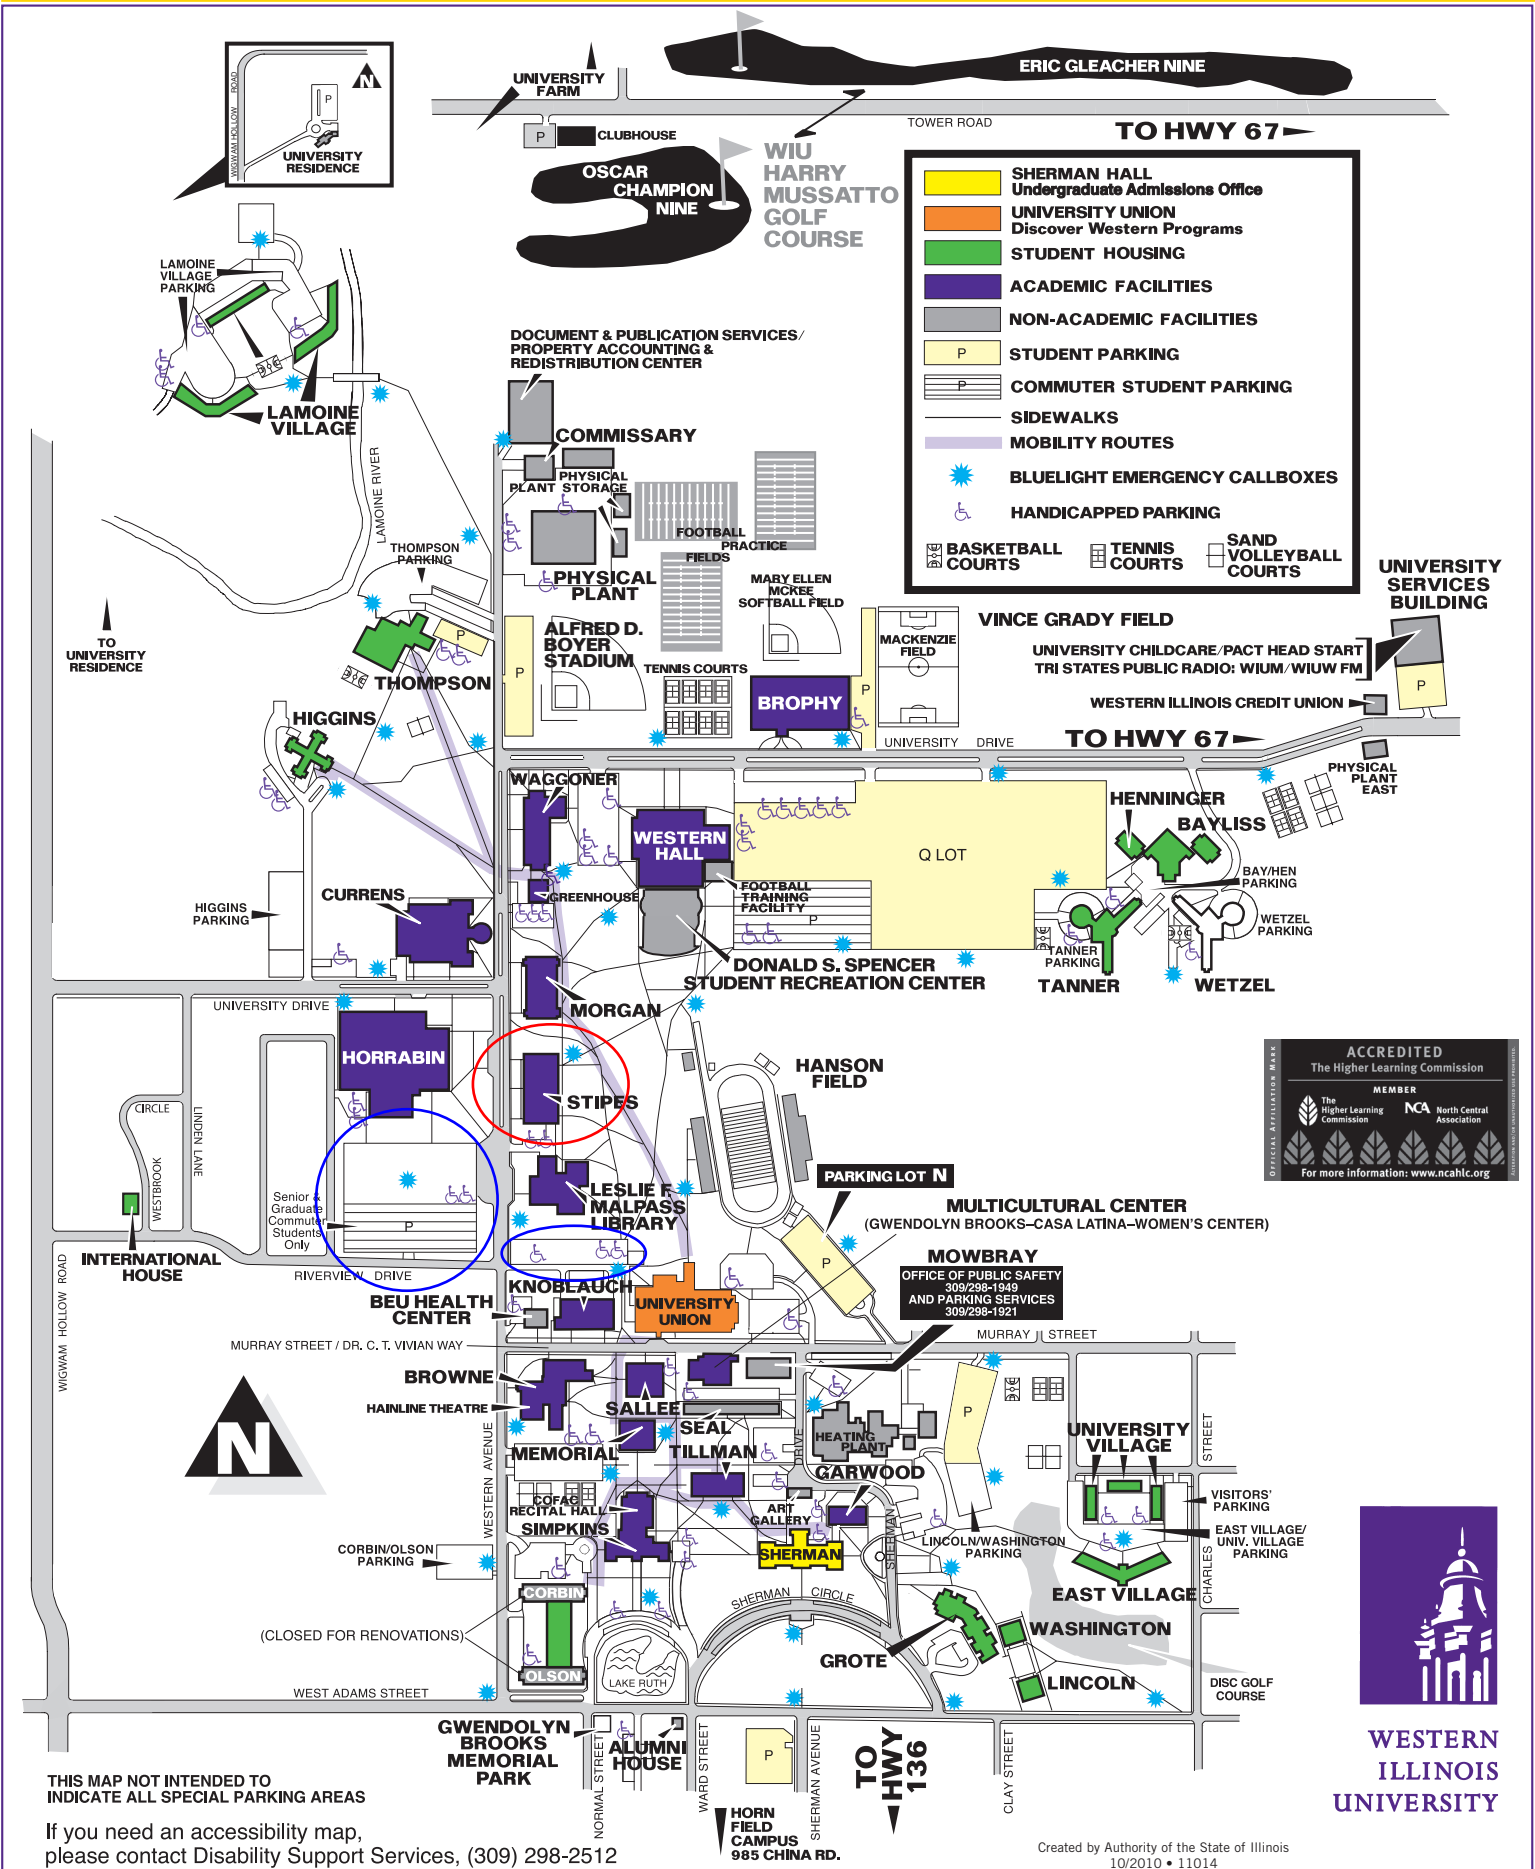 UNIVERSITY
FARM
ERIC GLEACHER NINE
TOWER ROAD
TO HWY 67
P
CLUBHOUSE
OSCAR
CHAMPION
NINE
WIU
HARRY
MUSSATTO
GOLF
COURSE
WIGWAM HOLLOW ROAD
N
P
UNIVERSITY
RESIDENCE
SHERMAN HALL
Undergraduate Admissions Office
UNIVERSITY UNION
Discover Western Programs
STUDENT HOUSING
ACADEMIC FACILITIES
NON-ACADEMIC FACILITIES
P
STUDENT PARKING
P
COMMUTER STUDENT PARKING
SIDEWALKS
MOBILITY ROUTES
BLUELIGHT EMERGENCY CALLBOXES
HANDICAPPED PARKING
BASKETBALL
COURTS
TENNIS
COURTS
SAND
VOLLEYBALL
COURTS
LAMOINE
VILLAGE
PARKING
LAMOINE
VILLAGE
LAMOINE RIVER
DOCUMENT & PUBLICATION SERVICES/
PROPERTY ACCOUNTING &
REDISTRIBUTION CENTER
COMMISSARY
PHYSICAL
PLANT STORAGE
FOOTBALL
PRACTICE
FIELDS
PHYSICAL
PLANT
THOMPSON
PARKING
P
THOMPSON
TO
UNIVERSITY
RESIDENCE
P
ALFRED D.
BOYER
STADIUM
TENNIS COURTS
MARY ELLEN
MCKEE
SOFTBALL FIELD
BROPHY
P
MACKENZIE
FIELD
VINCE GRADY FIELD
UNIVERSITY
SERVICES
BUILDING
UNIVERSITY CHILDCARE/PACT HEAD START
TRI STATES PUBLIC RADIO: WIUM/WIUW FM
P
WESTERN ILLINOIS CREDIT UNION
UNIVERSITY DRIVE
TO HWY 67
PHYSICAL
PLANT
EAST
HIGGINS
WAGGONER
WESTERN
HALL
GREENHOUSE
FOOTBALL
TRAINING
FACILITY
P
Q LOT
HENNINGER
BAYLISS
BAY/HEN
PARKING
WETZEL
PARKING
TANNER
PARKING
TANNER
WETZEL
HIGGINS
PARKING
CURRENS
DONALD S. SPENCER
STUDENT RECREATION CENTER
MORGAN
UNIVERSITY DRIVE
HORRABIN
STIPES
HANSON
FIELD
CIRCLE
WESTBROOK
LINDEN LANE
OFFICIAL AFFILIATION MARK
ACCREDITED
The Higher Learning Commission
MEMBER
The
Higher Learning
Commission
NCA North Central
Association
For more information: www.ncahlc.org
Senior &
Graduate
Commuter
Students
Only
P
LESLIE F.
MALPASS
LIBRARY
PARKING LOT N
P
MULTICULTURAL CENTER
(GWENDOLYN BROOKS–CASA LATINA–WOMEN'S CENTER)
INTERNATIONAL
HOUSE
RIVERVIEW DRIVE
WIGWAM HOLLOW ROAD
BEU HEALTH
CENTER
KNOBLAUCH
UNIVERSITY
UNION
MOWBRAY
OFFICE OF PUBLIC SAFETY
309/298-1949
AND PARKING SERVICES
309/298-1921
MURRAY STREET
MURRAY STREET / DR. C. T. VIVIAN WAY
BROWNE
HAINLINE THEATRE
SALLEE
SEAL
MEMORIAL
TILLMAN
HEATING
PLANT
DRIVE
GARWOOD
P
UNIVERSITY
VILLAGE
STREET
N
WESTERN AVENUE
COFAC
RECITAL HALL
SIMPKINS
ART
GALLERY
SHERMAN
SHERMAN
LINCOLN/WASHINGTON
PARKING
VISITORS'
PARKING
EAST VILLAGE/
UNIV. VILLAGE
PARKING
CORBIN/OLSON
PARKING
CORBIN
SHERMAN CIRCLE
EAST VILLAGE
CHARLES
(CLOSED FOR RENOVATIONS)
OLSON
LAKE RUTH
GROTE
WASHINGTON
LINCOLN
DISC GOLF
COURSE
WEST ADAMS STREET
GWENDOLYN
BROOKS
MEMORIAL
PARK
NORMAL STREET
ALUMNI
HOUSE
WARD STREET
P
SHERMAN AVENUE
TO
HWY
136
CLAY STREET
HORN
FIELD
CAMPUS
985 CHINA RD.
WESTERN
ILLINOIS
UNIVERSITY
THIS MAP NOT INTENDED TO
INDICATE ALL SPECIAL PARKING AREAS
If you need an accessibility map,
please contact Disability Support Services, (309) 298-2512
Created by Authority of the State of Illinois
10/2010 • 11014